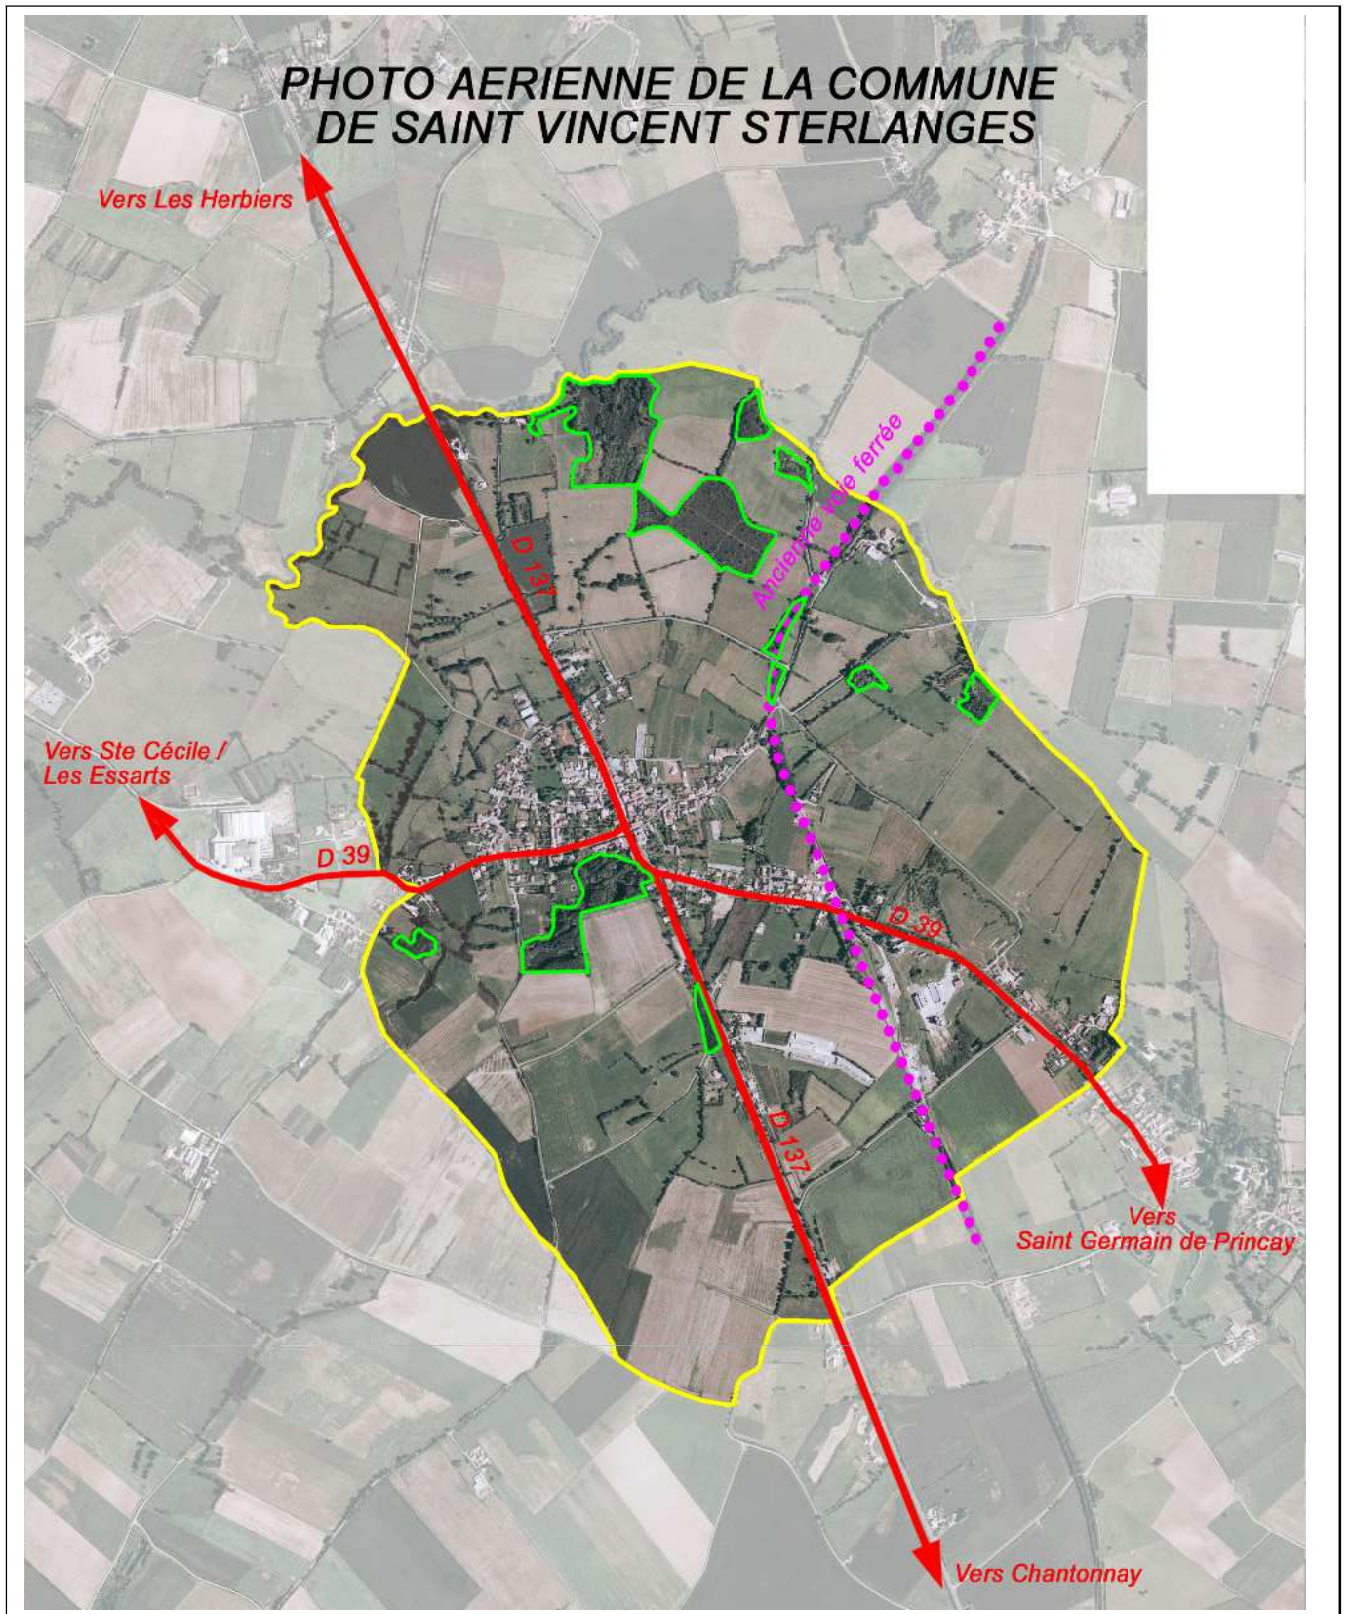 PHOTO AERIENNE DE LA COMMUNE
DE SAINT VINCENT STERLANGES
Vers Les Herbiers
Ancienne voie ferrée
D 137
Vers Ste Cécile /
Les Essarts
D 39
D 39
D 137
Vers
Saint Germain de Princay
Vers Chantonnay